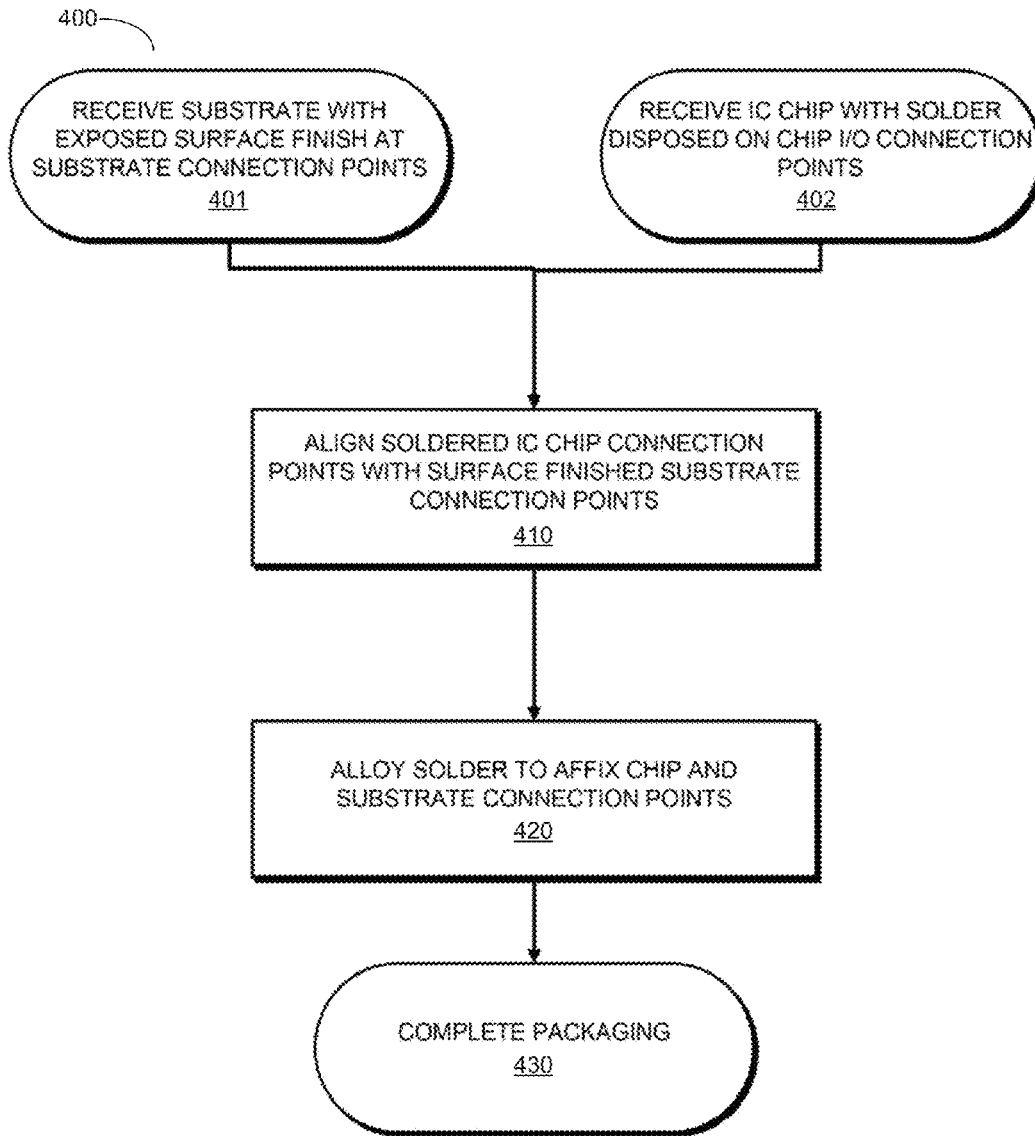 400
RECEIVE SUBSTRATE WITH
EXPOSED SURFACE FINISH AT
SUBSTRATE CONNECTION POINTS
401
RECEIVE IC CHIP WITH SOLDER
DISPOSED ON CHIP I/O CONNECTION
POINTS
402
ALIGN SOLDERED IC CHIP CONNECTION
POINTS WITH SURFACE FINISHED SUBSTRATE
CONNECTION POINTS
410
ALLOY SOLDER TO AFFIX CHIP AND
SUBSTRATE CONNECTION POINTS
420
COMPLETE PACKAGING
430